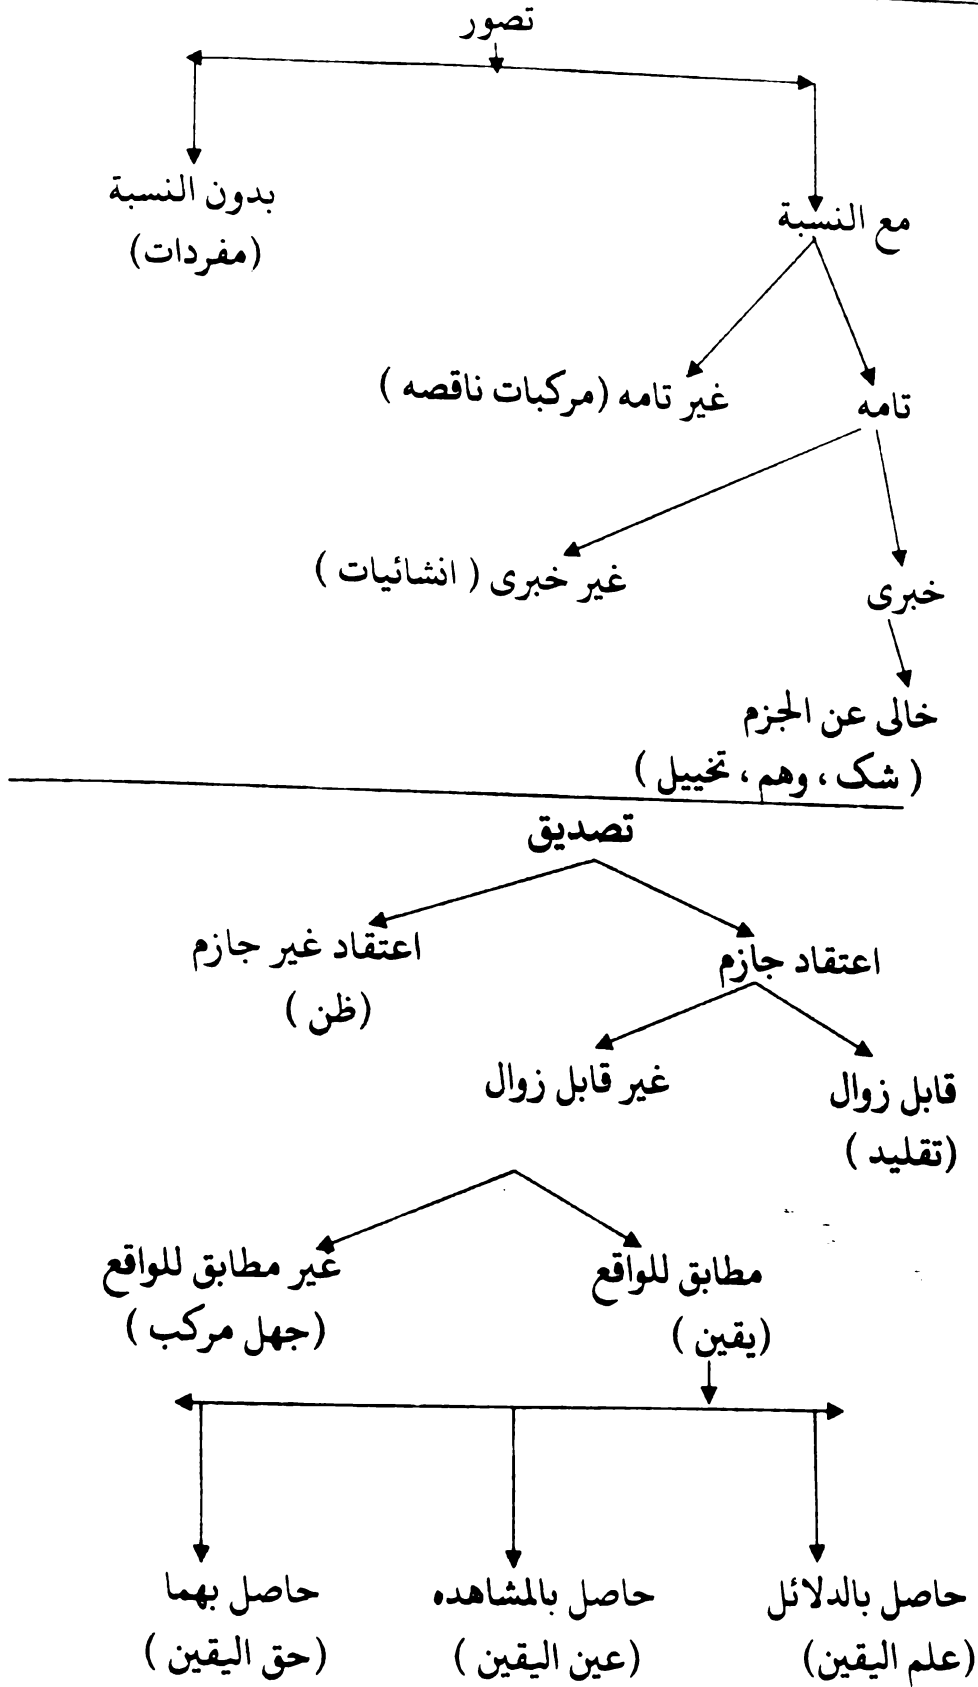 تصور
مع النسبة
بدون النسبة
(مفردات)
تامه
غير تامه (مركبات ناقصه )
خبرى
غير خبرى ( انشائيات )
خالى عن الجزم
( شک ، وهم ، تخييل )
تصديق
اعتقاد جازم
اعتقاد غير جازم
(ظن )
قابل زوال
(تقليد )
غير قابل زوال
مطابق للواقع
(يقين )
غير مطابق للواقع
(جهل مركب )
حاصل بالدلائل
(علم اليقين)
حاصل بالمشاهده
(عين اليقين )
حاصل بهما
(حق اليقين )